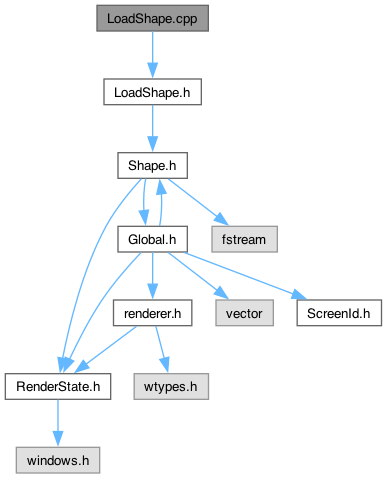 LoadShape.cpp
LoadShape.h
Shape.h
Global.h
fstream
renderer.h
vector
ScreenId.h
RenderState.h
wtypes.h
windows.h